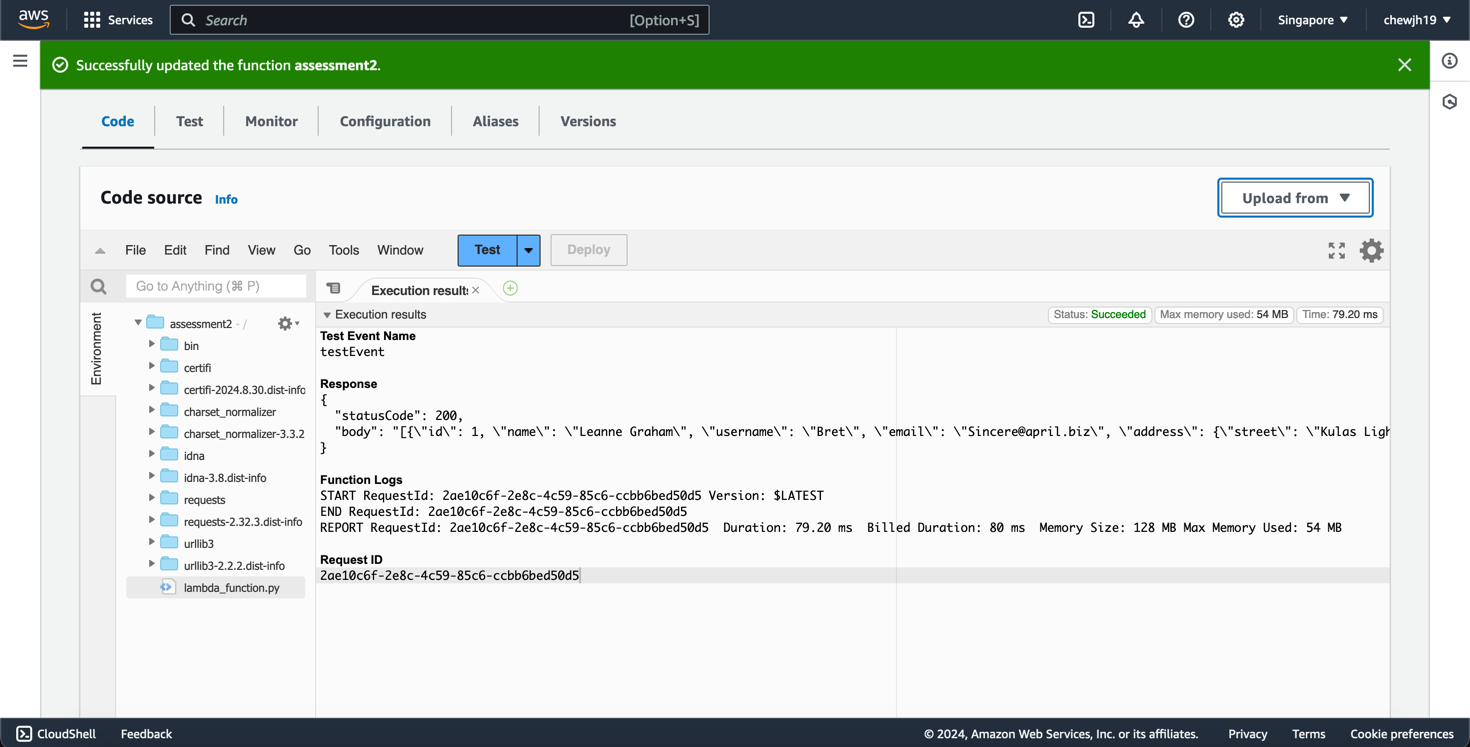 aws
Services
Search
[Option+S]
Singapore ▼
chewjh19 ▼
Successfully updated the function assessment2.
Code
Test
Monitor
Configuration
Aliases
Versions
Code source
Info
Upload from ▼
File Edit Find View Go Tools Window
Test
Deploy
Go to Anything (⌘ P)
Execution results
Environment
assessment2 - /
bin
certifi
certifi-2024.8.30.dist-info
charset_normalizer
charset_normalizer-3.3.2
idna
idna-3.8.dist-info
requests
requests-2.32.3.dist-info
urllib3
urllib3-2.2.2.dist-info
lambda_function.py
Execution results
Status: Succeeded
Max memory used: 54 MB
Time: 79.20 ms
Test Event Name
testEvent
Response
{
"statusCode": 200,
"body": "[{\"id\": 1, \"name\": \"Leanne Graham\", \"username\": \"Bret\", \"email\": \"Sincere@april.biz\", \"address\": {\"street\": \"Kulas Ligh
}
Function Logs
START RequestId: 2ae10c6f-2e8c-4c59-85c6-ccbb6bed50d5 Version: $LATEST
END RequestId: 2ae10c6f-2e8c-4c59-85c6-ccbb6bed50d5
REPORT RequestId: 2ae10c6f-2e8c-4c59-85c6-ccbb6bed50d5 Duration: 79.20 ms Billed Duration: 80 ms Memory Size: 128 MB Max Memory Used: 54 MB
Request ID
2ae10c6f-2e8c-4c59-85c6-ccbb6bed50d5
CloudShell
Feedback
© 2024, Amazon Web Services, Inc. or its affiliates.
Privacy
Terms
Cookie preferences